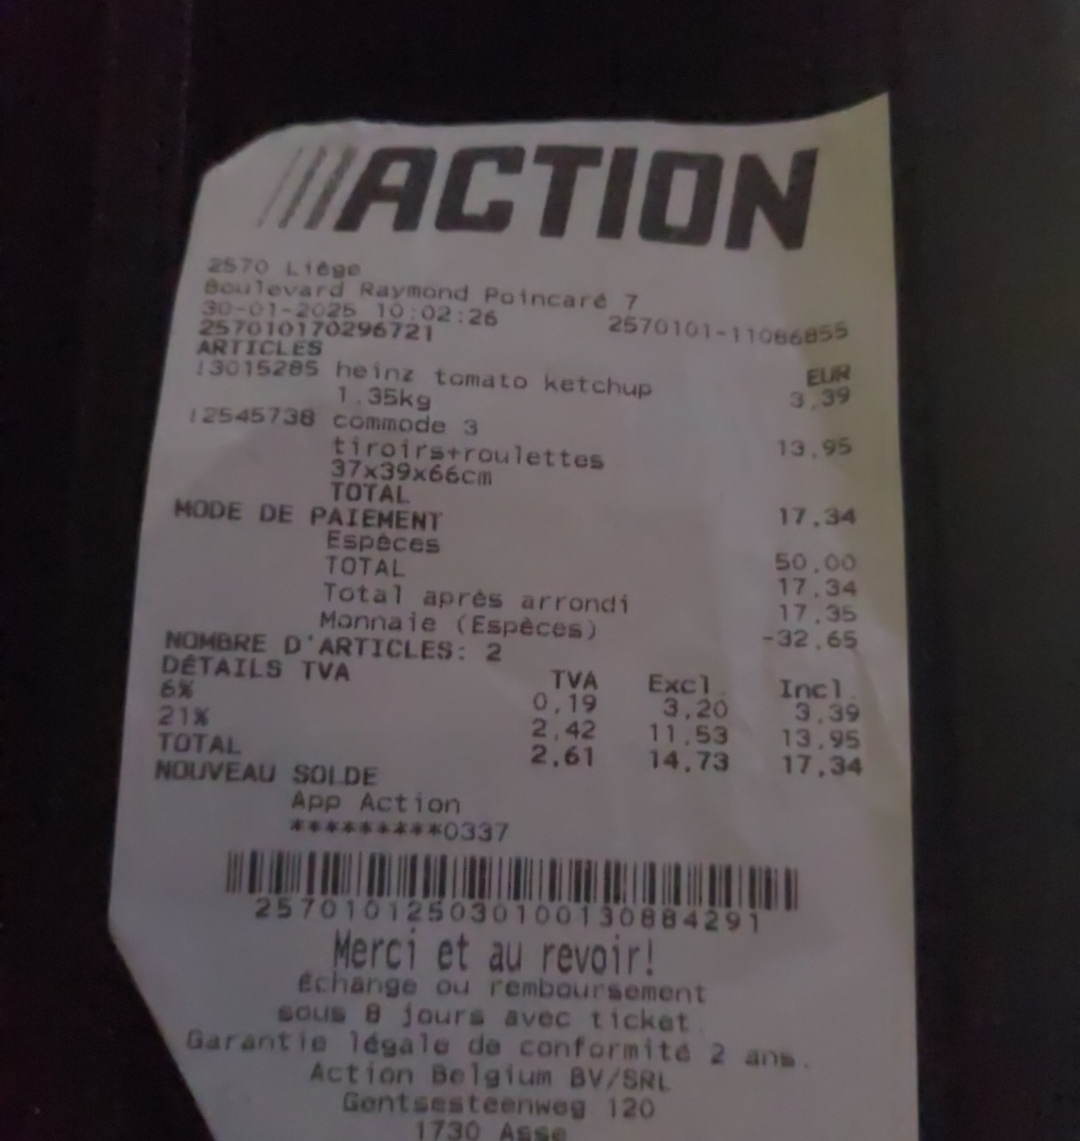 ACTION
2570 Liège
Boulevard Raymond Poincaré 7
30-01-2025 10:02:26 2570101-11086855
257010170296721
ARTICLES EUR
!3015285 heinz tomato ketchup 3,39
1.35kg
!2545738 commode 3
tiroirs+roulettes 13,95
37x39x66cm
TOTAL 17,34
MODE DE PAIEMENT
Espèces 50,00
TOTAL 17,34
Total après arrondi 17,35
Monnaie (Espèces) -32,65
NOMBRE D'ARTICLES: 2
DÉTAILS TVA TVA Excl. Incl.
6% 0,19 3,20 3,39
21% 2,42 11,53 13,95
TOTAL 2,61 14,73 17,34
NOUVEAU SOLDE
App Action
*********0337
257010125030100130884291
Merci et au revoir!
Échange ou remboursement
sous 8 jours avec ticket.
Garantie légale de conformité 2 ans.
Action Belgium BV/SRL
Gentsesteenweg 120
1730 Asse